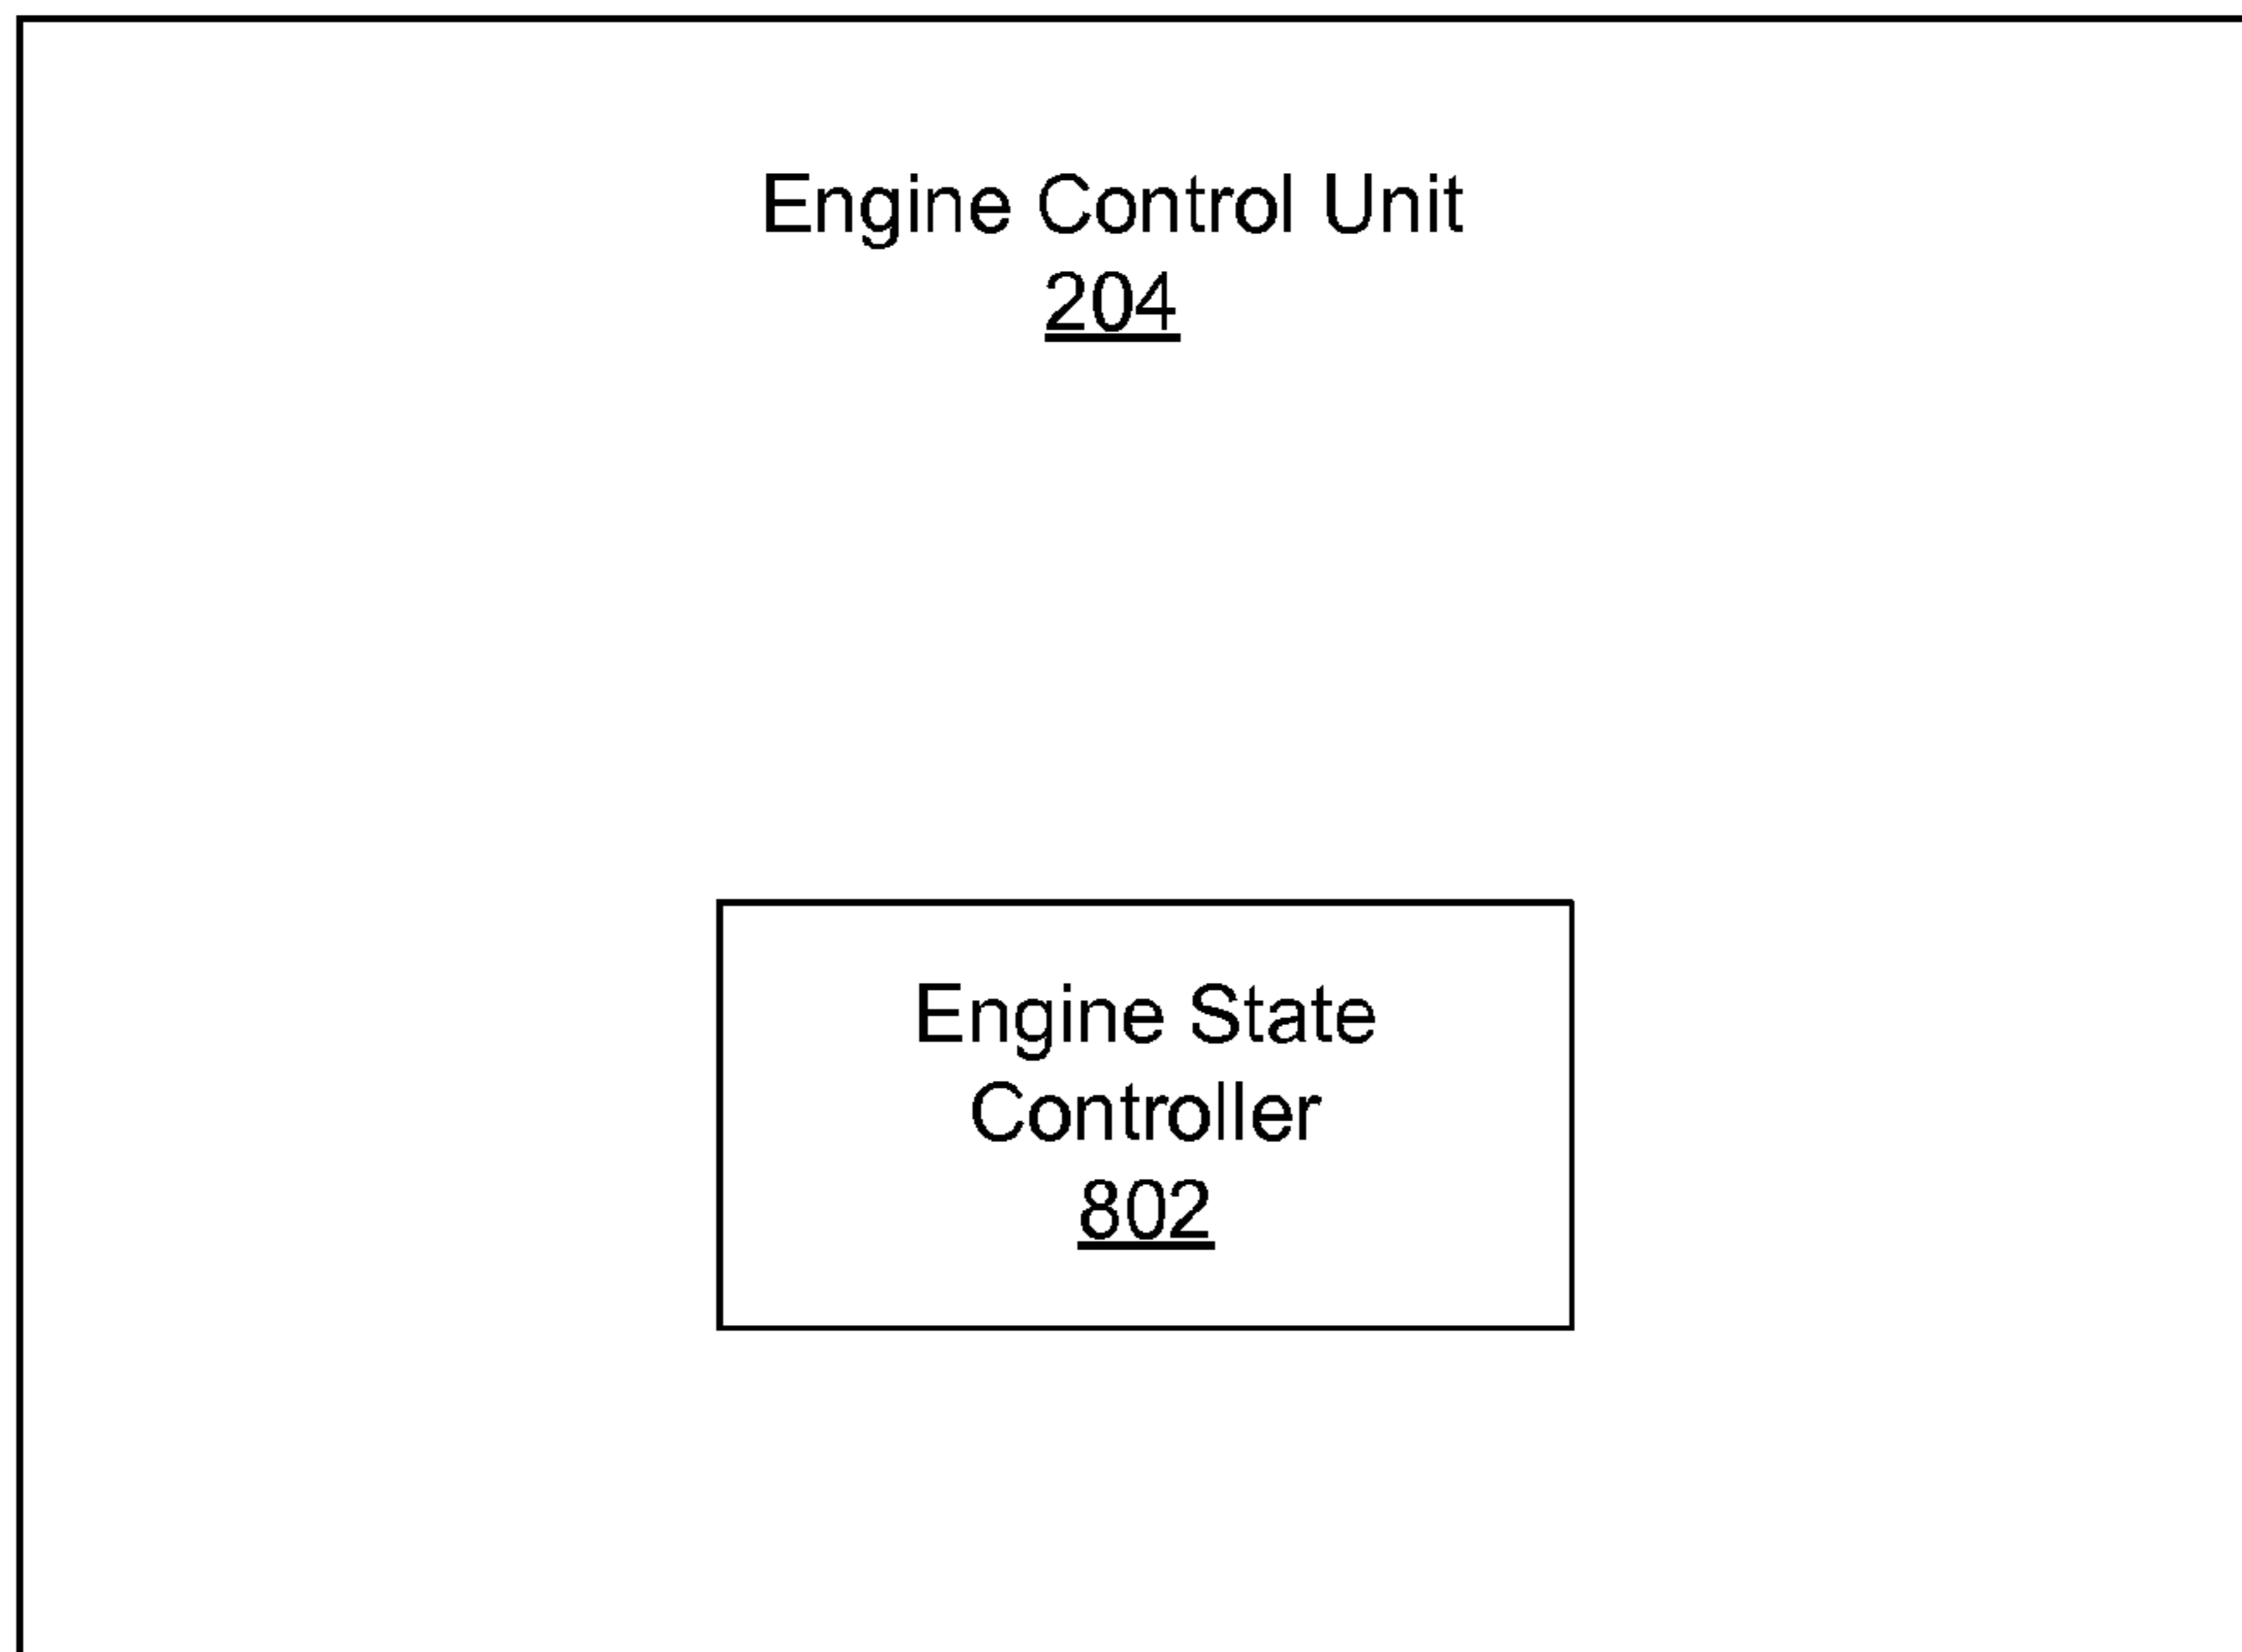 Engine Control Unit
204
Engine State
Controller
802